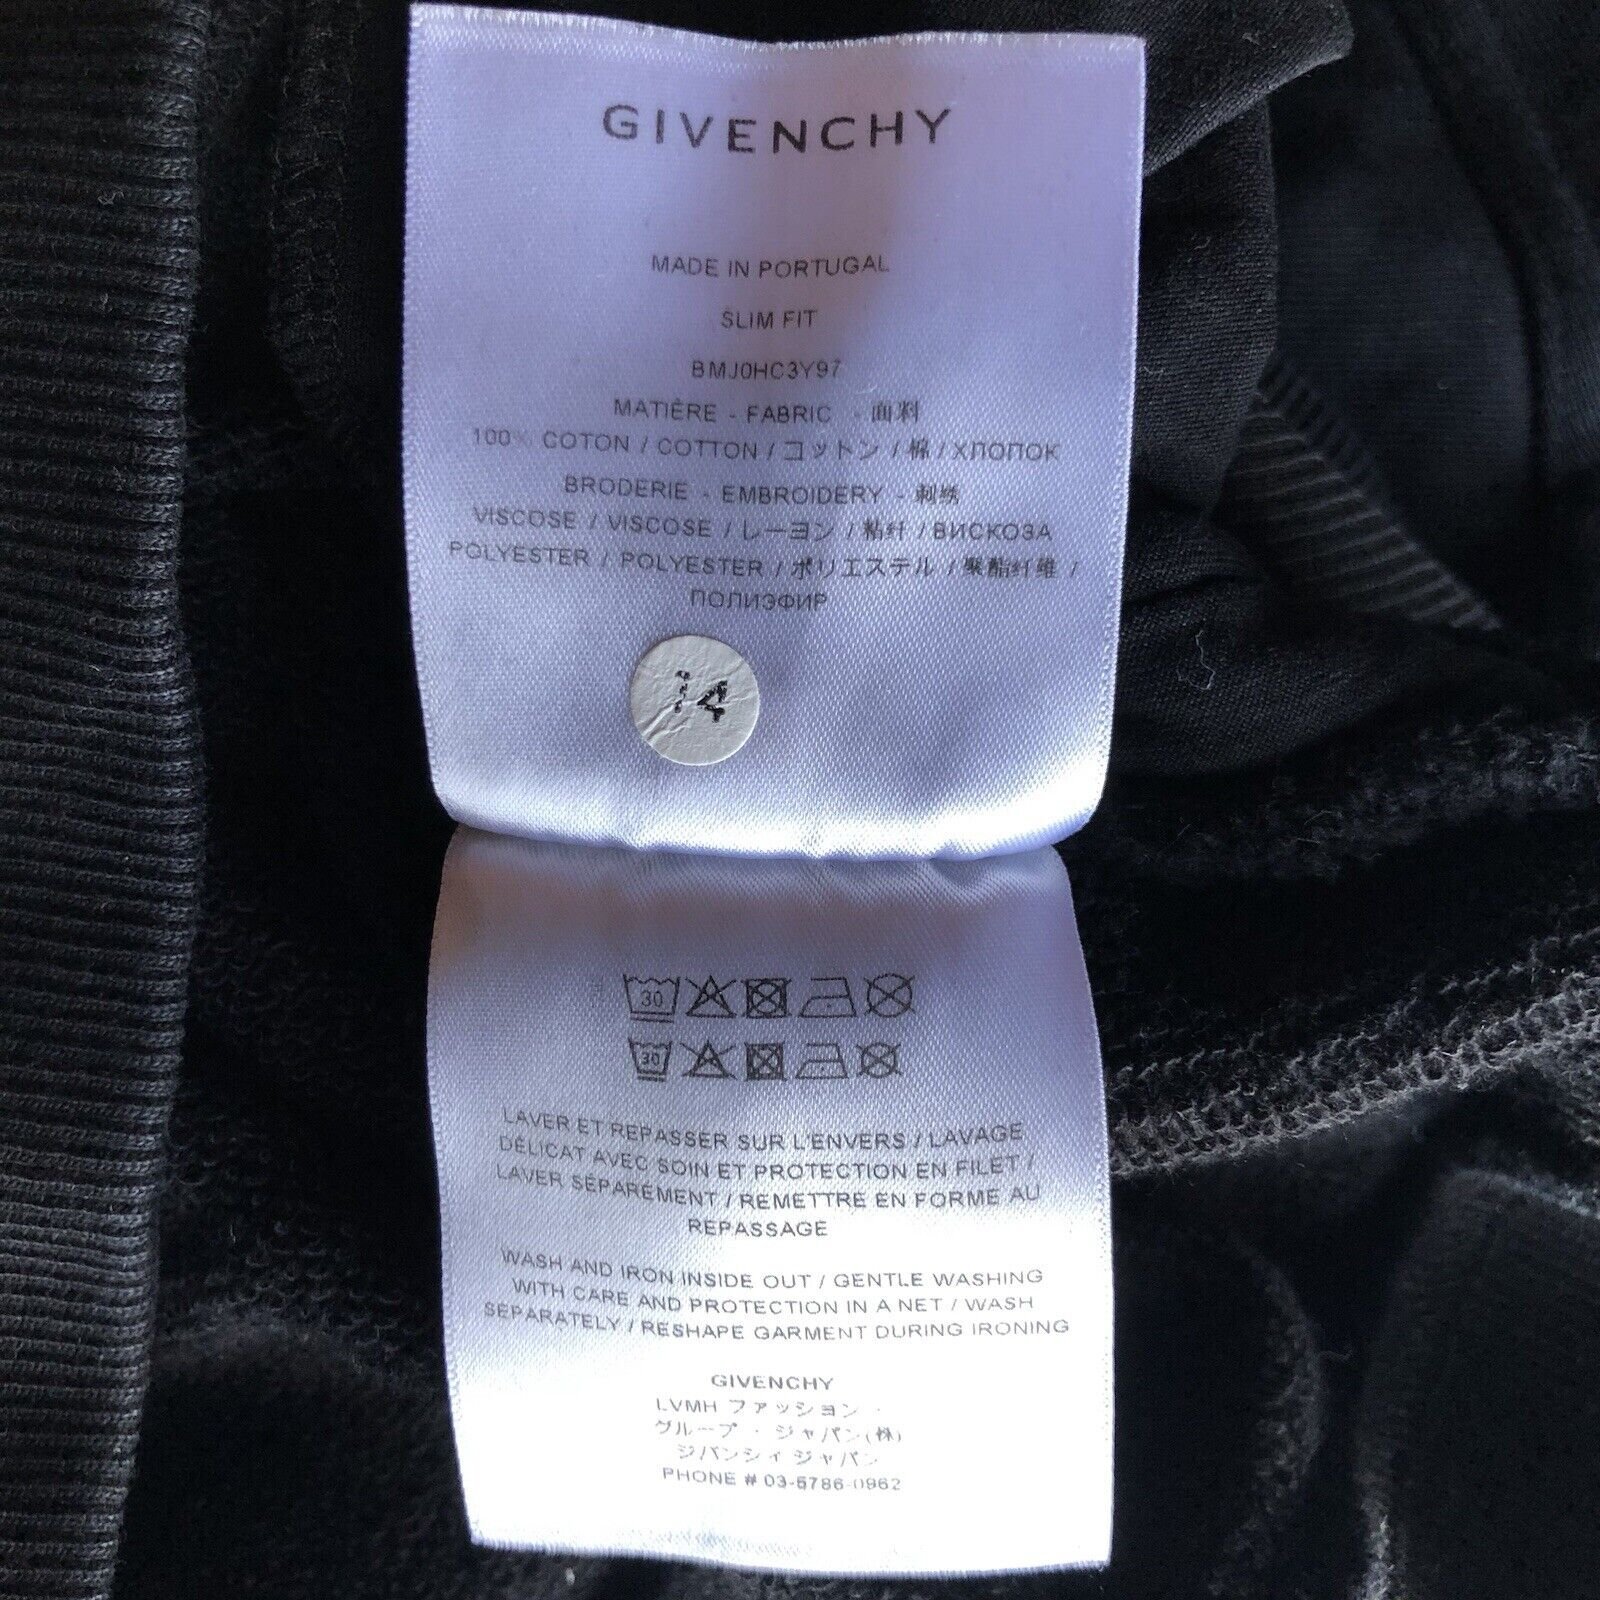 GIVENCHY
MADE IN PORTUGAL
SLIM FIT
BMJ0HC3Y97
MATIÈRE - FABRIC - 面料
100% COTON / COTTON / コットン / 棉 / ХЛОПОК
BRODERIE - EMBROIDERY - 刺绣
VISCOSE / VISCOSE / レーヨン / 粘纤 / ВИСКОЗА
POLYESTER / POLYESTER / ポリエステル / 聚酯纤维 /
ПОЛИЭФИР
14
30
30
LAVER ET REPASSER SUR L'ENVERS / LAVAGE
DÉLICAT AVEC SOIN ET PROTECTION EN FILET /
LAVER SÉPARÉMENT / REMETTRE EN FORME AU
REPASSAGE
WASH AND IRON INSIDE OUT / GENTLE WASHING
WITH CARE AND PROTECTION IN A NET / WASH
SEPARATELY / RESHAPE GARMENT DURING IRONING
GIVENCHY
LVMH ファッション ・
グループ ・ ジャパン(株)
ジバンシィ ジャパン
PHONE # 03-5786-0962